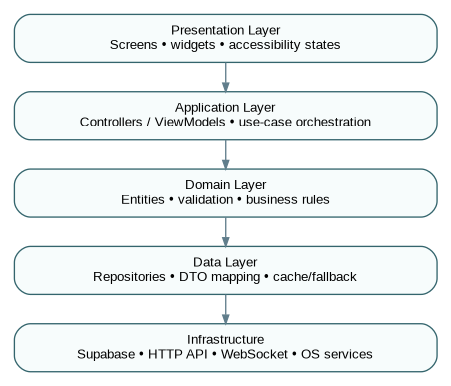 Presentation Layer
Screens • widgets • accessibility states
Application Layer
Controllers / ViewModels • use-case orchestration
Domain Layer
Entities • validation • business rules
Data Layer
Repositories • DTO mapping • cache/fallback
Infrastructure
Supabase • HTTP API • WebSocket • OS services